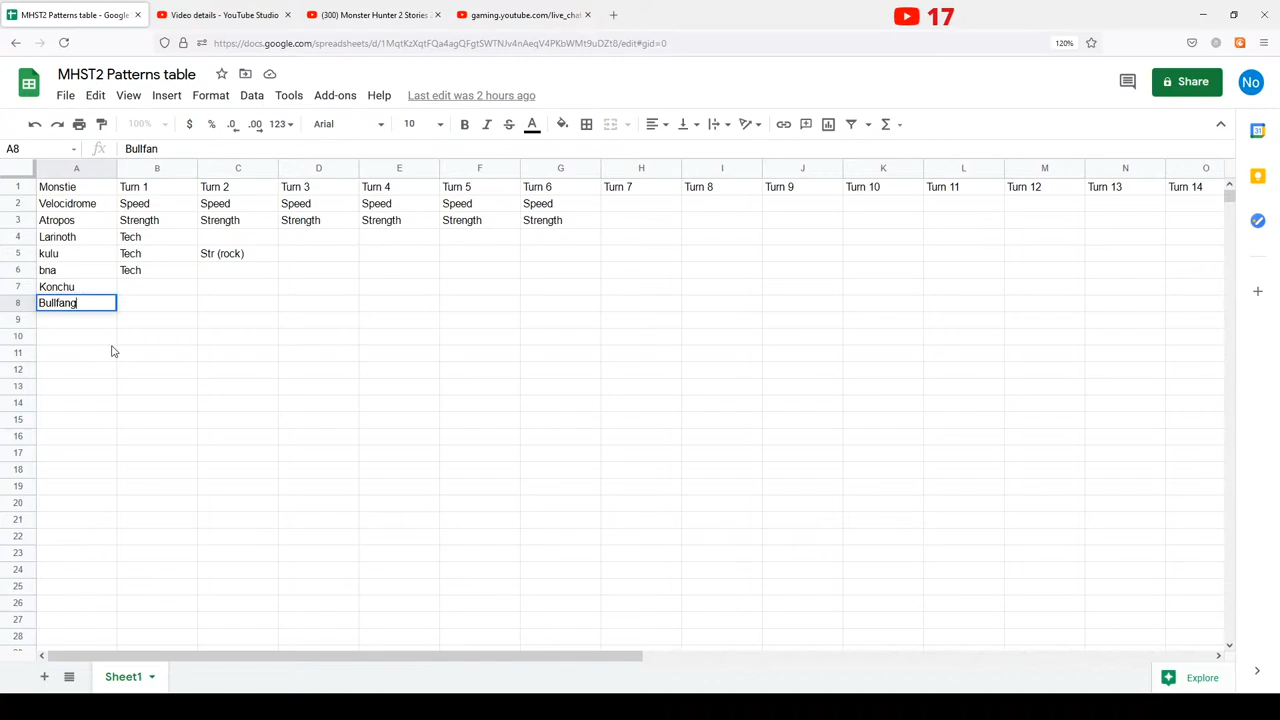 MHST2 Patterns table - Google
Video details - YouTube Studio
(300) Monster Hunter 2 Stories
gaming.youtube.com/live_chat
17
https://docs.google.com/spreadsheets/d/1MqtKzXqtFQa4agQFgtSWTNJv4nAeqV4PKbWMt9uDZt8/edit#gid=0
120%
MHST2 Patterns table
File Edit View Insert Format Data Tools Add-ons Help Last edit was 2 hours ago
Share
No
100% $ % .0 .00 123 Arial 10 B I S A Σ
A8 fx Bullfan
A B C D E F G H I J K L M N O
1 Monstie Turn 1 Turn 2 Turn 3 Turn 4 Turn 5 Turn 6 Turn 7 Turn 8 Turn 9 Turn 10 Turn 11 Turn 12 Turn 13 Turn 14
2 Velocidrome Speed Speed Speed Speed Speed Speed
3 Atropos Strength Strength Strength Strength Strength Strength
4 Larinoth Tech
5 kulu Tech Str (rock)
6 bna Tech
7 Konchu
8 Bullfang
9
10
11
12
13
14
15
16
17
18
19
20
21
22
23
24
25
26
27
28
Sheet1
Explore